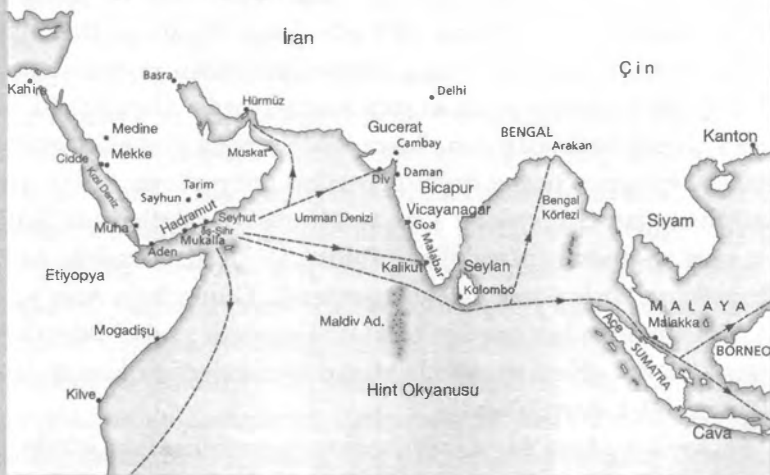 İran
Çin
Basra
Kahire
Hürmüz
Delhi
Medine
Gucerat
Cambay
BENGAL
Arakan
Kanton
Cidde
Mekke
Kızıl Deniz
Muskat
Div
Daman
Bicapur
Sayhun
Tarim
Hadramut
Seyhut
Umman Denizi
Vicayanagar
Goa
Bengal
Körfezi
Siyam
Muha
Aden
Mukalla
eş-Şihr
Malabar
Kalikut
Seylan
Kolombo
Etiyopya
Maldiv Ad.
MALAYA
Malakka
Açe
SUMATRA
BORNEO
Mogadişu
Hint Okyanusu
Kilve
Cava